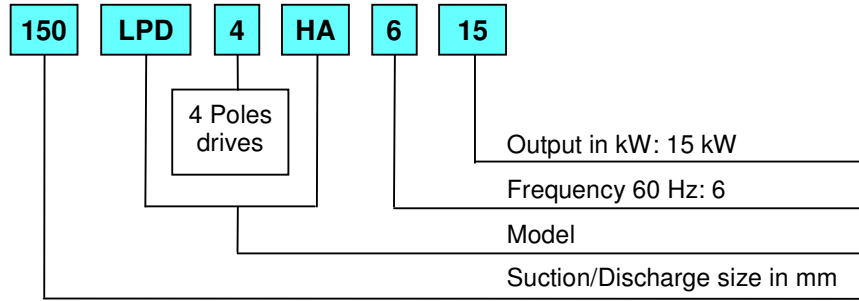 150 LPD 4 HA 6 15
4 Poles
drives
Output in kW: 15 kW
Frequency 60 Hz: 6
Model
Suction/Discharge size in mm